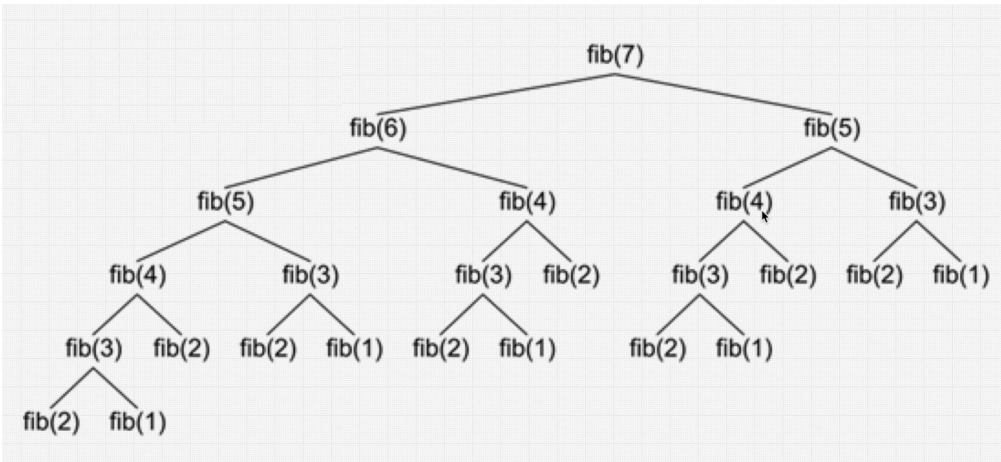 fib(7)
fib(6) fib(5)
fib(5) fib(4) fib(4) fib(3)
fib(4) fib(3) fib(3) fib(2) fib(3) fib(2) fib(2) fib(1)
fib(3) fib(2) fib(2) fib(1) fib(2) fib(1) fib(2) fib(1)
fib(2) fib(1)